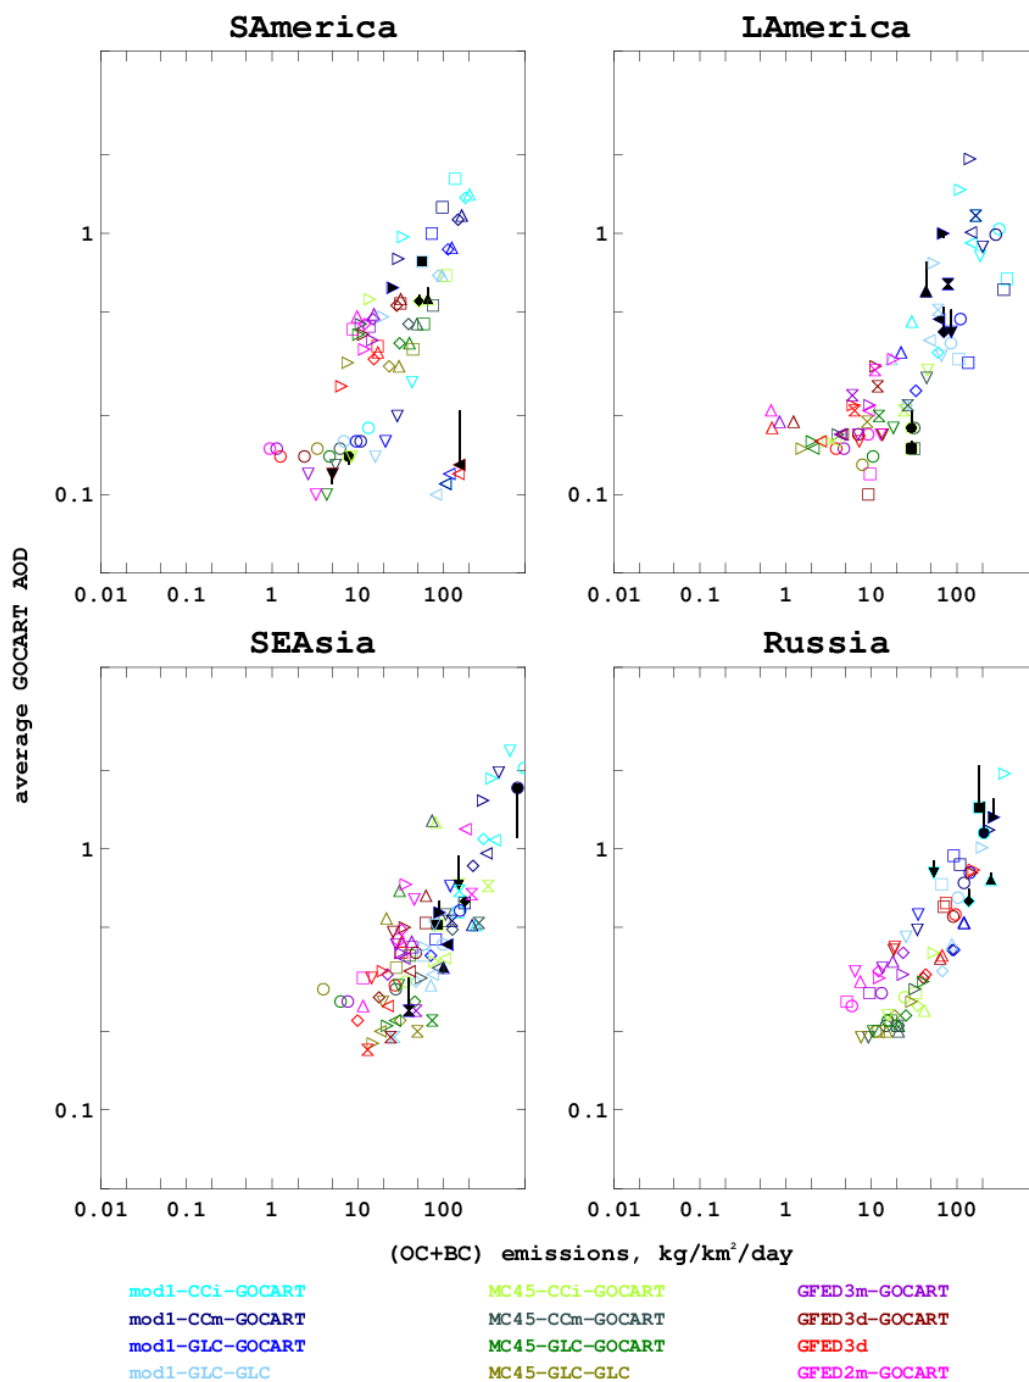 SAmerica LAmerica
1 1
0.1 0.1
0.01 0.1 1 10 100 0.01 0.1 1 10 100
SEAsia Russia
average GOCART AOD
1 1
0.1 0.1
0.01 0.1 1 10 100 0.01 0.1 1 10 100
(OC+BC) emissions, kg/km²/day
mod1-CCi-GOCART MC45-CCi-GOCART GFED3m-GOCART
mod1-CCm-GOCART MC45-CCm-GOCART GFED3d-GOCART
mod1-GLC-GOCART MC45-GLC-GOCART GFED3d
mod1-GLC-GLC MC45-GLC-GLC GFED2m-GOCART